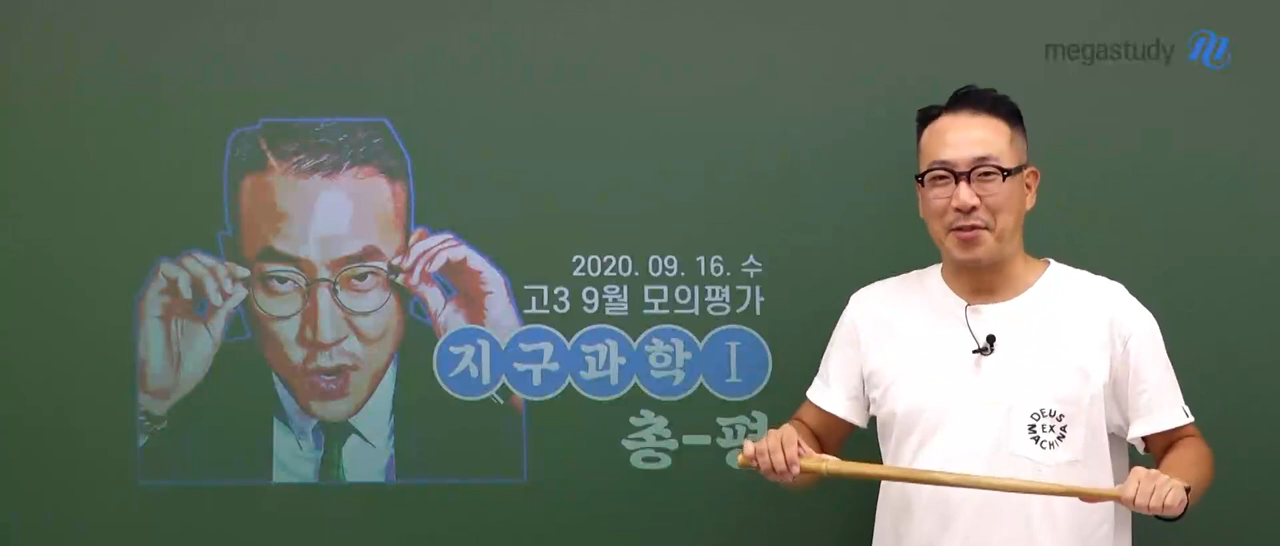 megastudy
2020. 09. 16. 수
고3 9월 모의평가
지구과학 I
총-평
DEUS
EX
MACHINA